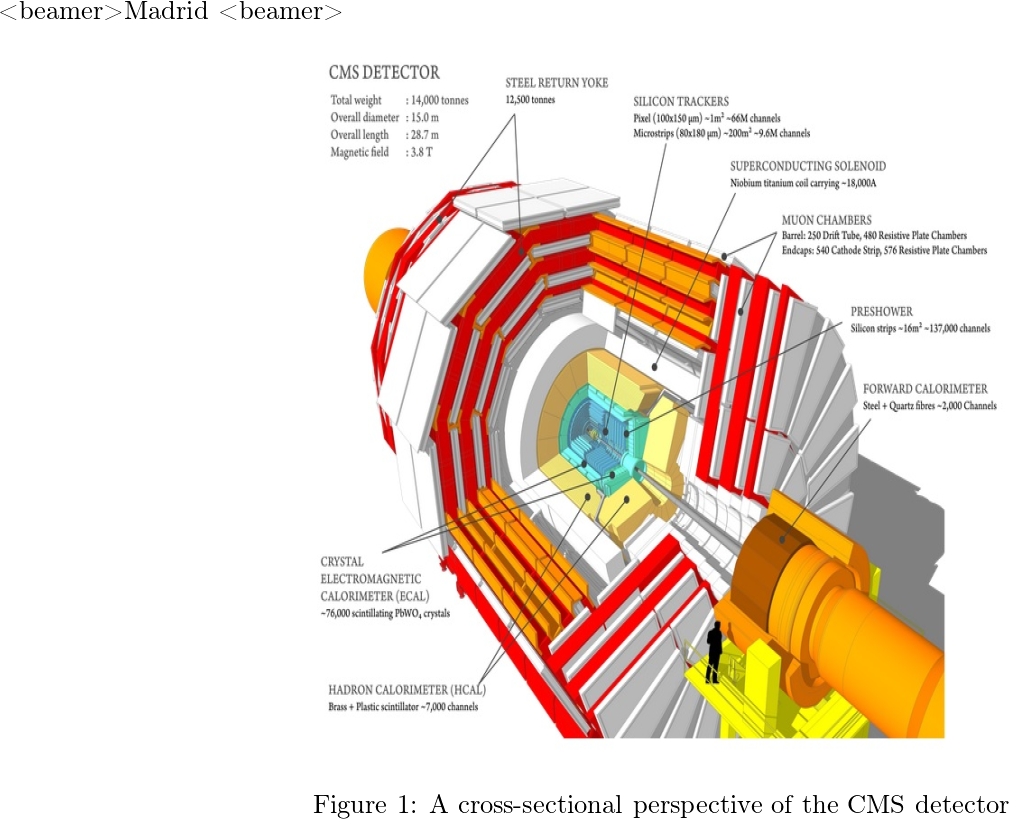 <beamer>Madrid <beamer>
CMS DETECTOR
Total weight : 14,000 tonnes
Overall diameter : 15.0 m
Overall length : 28.7 m
Magnetic field : 3.8 T
STEEL RETURN YOKE
12,500 tonnes
SILICON TRACKERS
Pixel (100x150 μm) ~1m² ~66M channels
Microstrips (80x180 μm) ~200m² ~9.6M channels
SUPERCONDUCTING SOLENOID
Niobium titanium coil carrying ~18,000A
MUON CHAMBERS
Barrel: 250 Drift Tube, 480 Resistive Plate Chambers
Endcaps: 540 Cathode Strip, 576 Resistive Plate Chambers
PRESHOWER
Silicon strips ~16m² ~137,000 channels
FORWARD CALORIMETER
Steel + Quartz fibres ~2,000 Channels
CRYSTAL
ELECTROMAGNETIC
CALORIMETER (ECAL)
~76,000 scintillating PbWO₄ crystals
HADRON CALORIMETER (HCAL)
Brass + Plastic scintillator ~7,000 channels
Figure 1: A cross-sectional perspective of the CMS detector